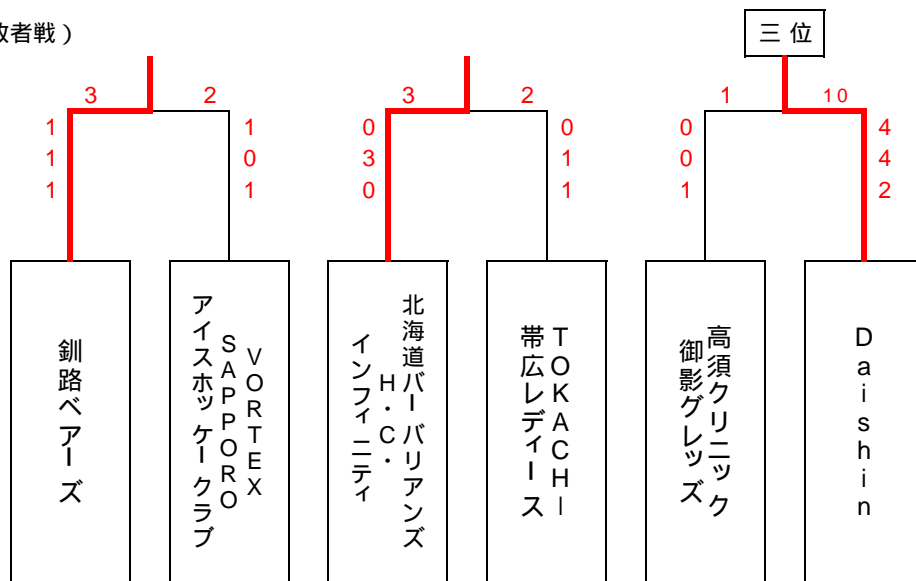 敗者戦）
三位
3 2
1 1
1 0
1 1
3 2
0 0
3 1
0 1
1 10
0 4
0 4
1 2
釧路ベアーズ
VORTEX
SAPPORO
アイスホッケークラブ
北海道バーバリアンズ
H・C・
インフィニティ
TOKACHI
帯広レディース
高須クリニック
御影グレッズ
Daishin